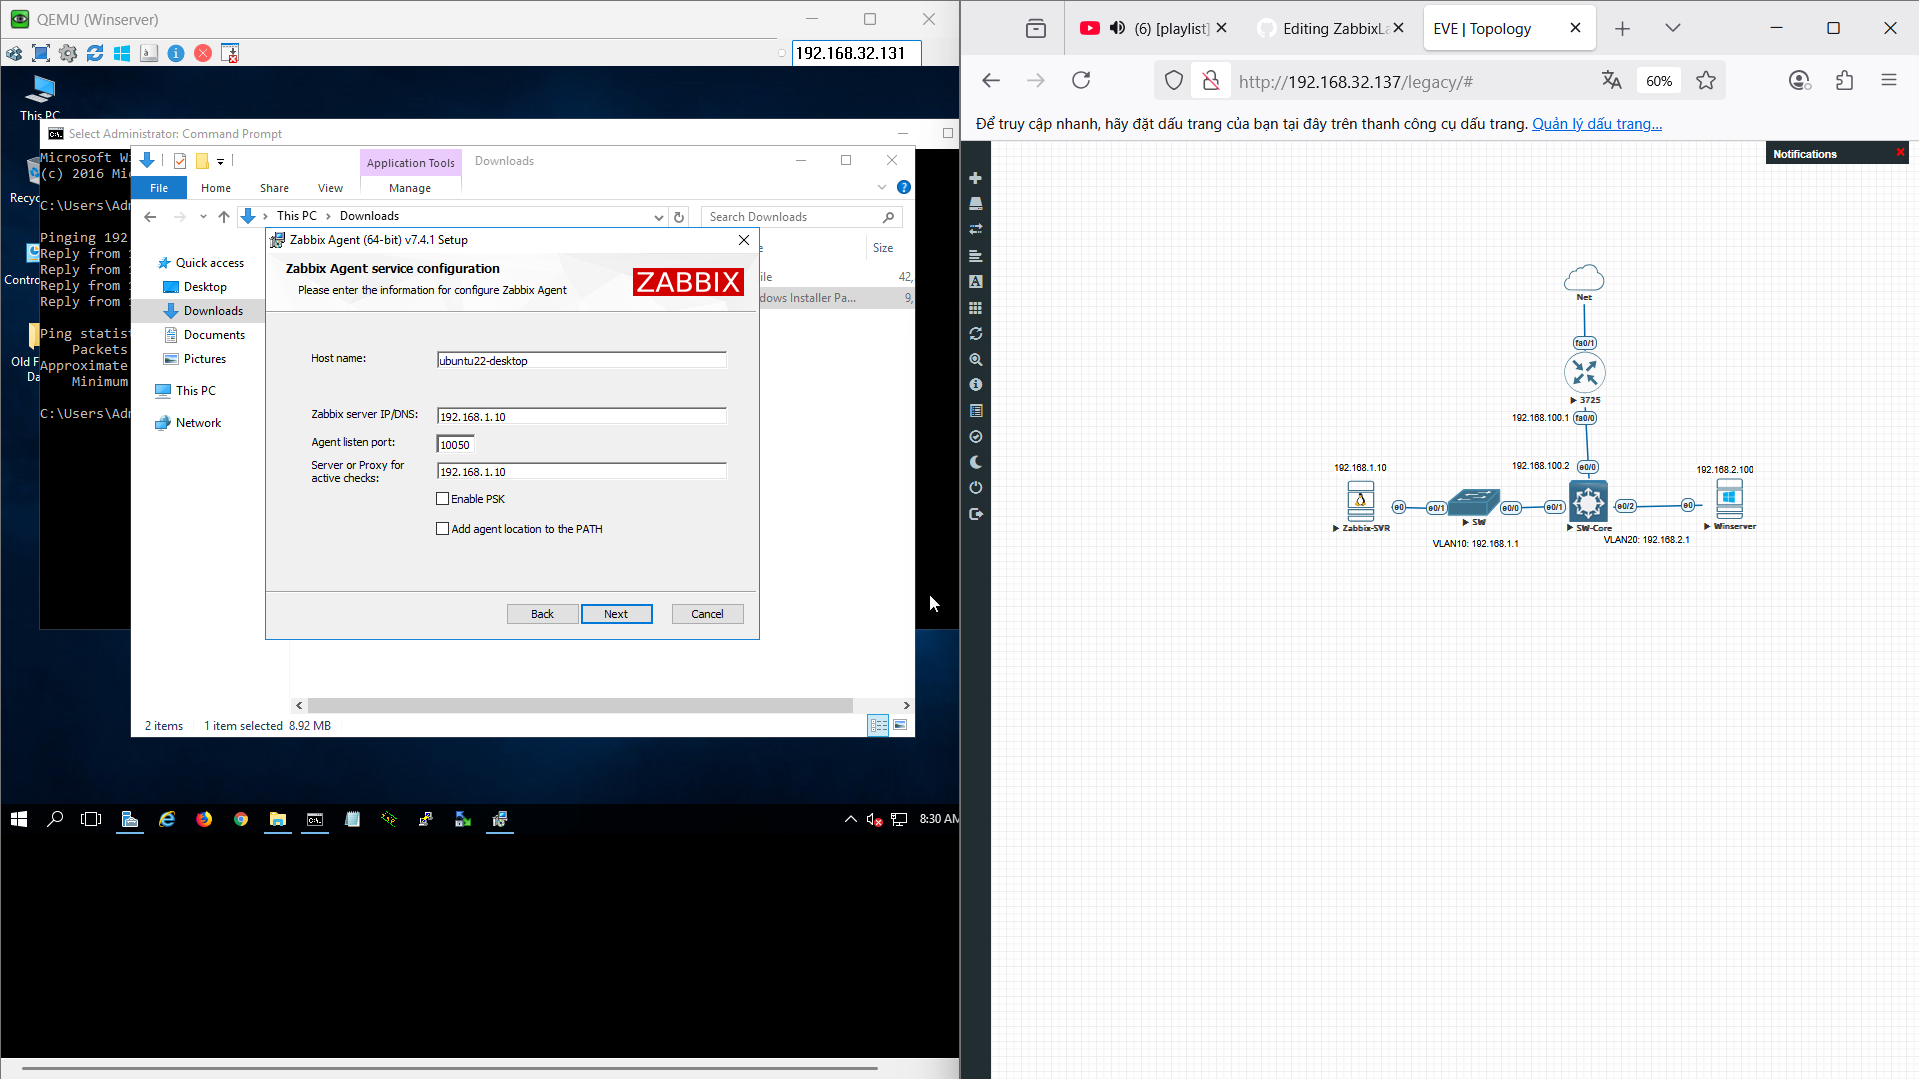 QEMU (Winserver)
192.168.32.131
This PC
Select Administrator: Command Prompt
Microsoft Wi
(c) 2016 Mic
Recyc
C:\Users\Adm
Pinging 192
Reply from 1
Reply from 1
Reply from 1
Reply from 1
Contro
Ping statist
Packets
Approximate
Minimum
Old F
Da
C:\Users\Adm
Application Tools
Downloads
File
Home
Share
View
Manage
This PC
Downloads
Search Downloads
Size
Quick access
Desktop
Downloads
Documents
Pictures
This PC
Network
ile
42,
dows Installer Pa...
9,
Zabbix Agent (64-bit) v7.4.1 Setup
Zabbix Agent service configuration
Please enter the information for configure Zabbix Agent
ZABBIX
Host name:
ubuntu22-desktop
Zabbix server IP/DNS:
192.168.1.10
Agent listen port:
10050
Server or Proxy for
active checks:
192.168.1.10
Enable PSK
Add agent location to the PATH
Back
Next
Cancel
2 items
1 item selected 8.92 MB
8:30 AM
(6) [playlist]
Editing ZabbixLa
EVE | Topology
http://192.168.32.137/legacy/#
60%
Để truy cập nhanh, hãy đặt dấu trang của bạn tại đây trên thanh công cụ dấu trang. Quản lý dấu trang...
Notifications
Net
fa0/1
3725
192.168.100.1
fa0/0
192.168.100.2
e0/0
192.168.1.10
192.168.2.100
e0
e0/1
e0/0
e0/1
e0/2
e0
Zabbix-SVR
SW
SW-Core
Winserver
VLAN10: 192.168.1.1
VLAN20: 192.168.2.1